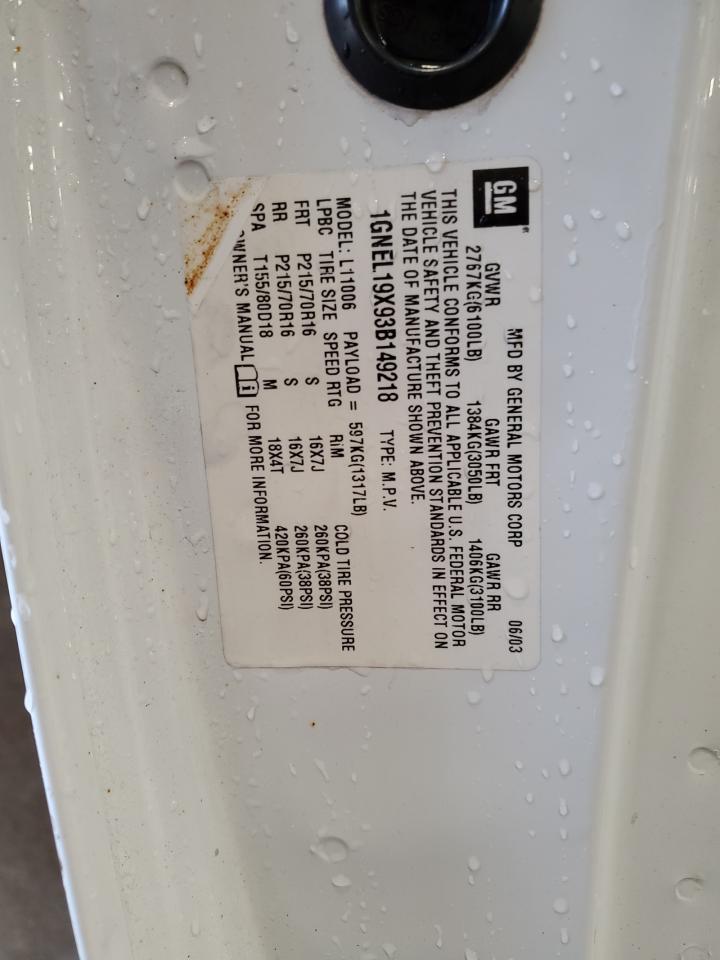 GM
MFD BY GENERAL MOTORS CORP 06/03
GVWR GAWR FRT GAWR RR
2767KG(6100LB) 1384KG(3050LB) 1406KG(3100LB)
THIS VEHICLE CONFORMS TO ALL APPLICABLE U.S. FEDERAL MOTOR
VEHICLE SAFETY AND THEFT PREVENTION STANDARDS IN EFFECT ON
THE DATE OF MANUFACTURE SHOWN ABOVE.
1GNEL19X93B149218 TYPE: M.P.V.
MODEL: L11006 PAYLOAD = 597KG(1317LB)
LPBC TIRE SIZE SPEED RTG RIM COLD TIRE PRESSURE
FRT P215/70R16 S 16X7J 260KPA(38PSI)
RR P215/70R16 S 16X7J 260KPA(38PSI)
SPA T155/80D18 M 18X4T 420KPA(60PSI)
OWNER'S MANUAL FOR MORE INFORMATION.